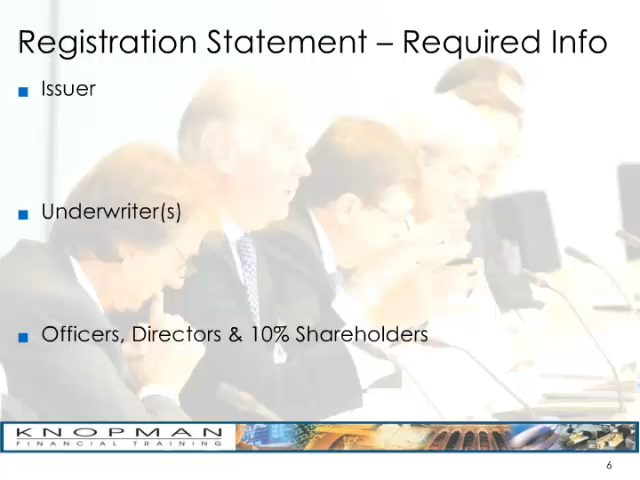 Registration Statement – Required Info
Issuer
Underwriter(s)
Officers, Directors & 10% Shareholders
KNOPMAN
FINANCIAL TRAINING
6